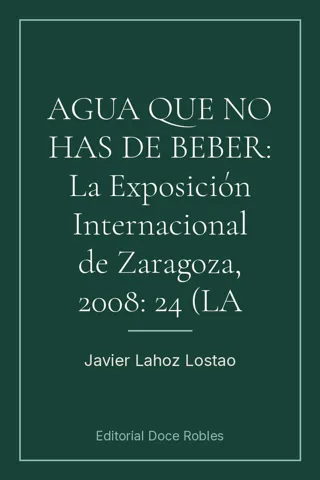 AGUA QUE NO
HAS DE BEBER:
La Exposición
Internacional
de Zaragoza,
2008: 24 (LA
Javier Lahoz Lostao
Editorial Doce Robles